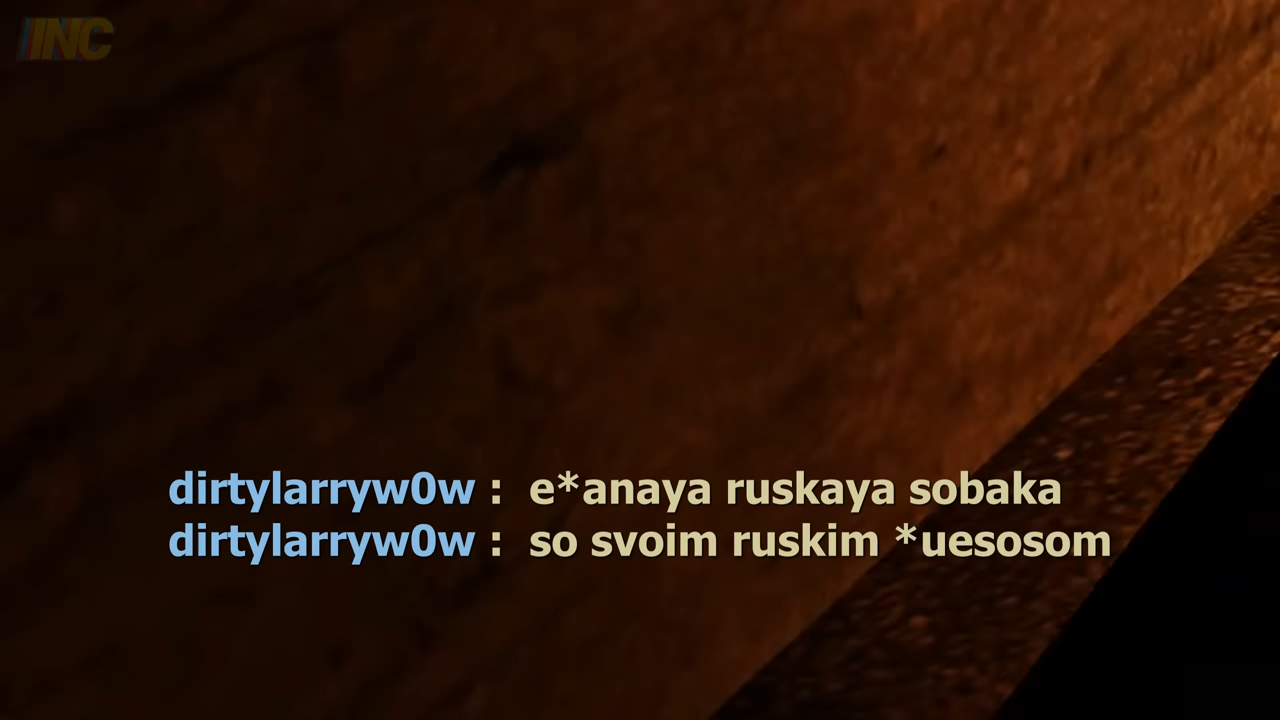 INC
dirtylarryw0w : e*anaya ruskaya sobaka
dirtylarryw0w : so svoim ruskim *uesosom